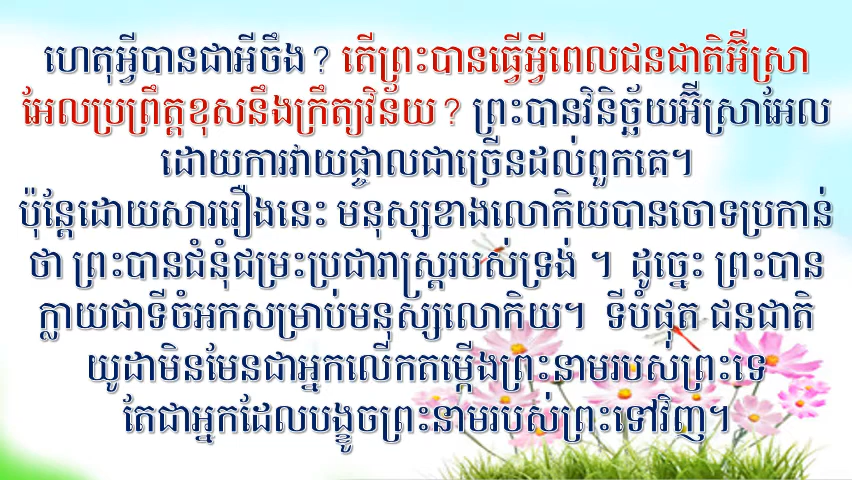 ហេតុអ្វីបានជាអីចឹង? តើព្រះបានធ្វើអ្វីពេលជនជាតិអ៊ីស្រា
អែលប្រព្រឹត្តខុសនឹងក្រឹត្យវិន័យ? ព្រះបានវិនិច្ឆ័យអ៊ីស្រាអែល
ដោយការវាយផ្ចាលជាច្រើនដល់ពួកគេ។
ប៉ុន្តែដោយសាររឿងនេះ មនុស្សខាងលោកិយបានចោទប្រកាន់
ថា ព្រះបានជំនុំជម្រះប្រជារាស្ត្ររបស់ទ្រង់ ។ ដូច្នេះ ព្រះបាន
ក្លាយជាទីចំអកសម្រាប់មនុស្សលោកិយ។ ទីបំផុត ជនជាតិ
យូដាមិនមែនជាអ្នកលើកតម្កើងព្រះនាមរបស់ព្រះទេ
តែជាអ្នកដែលបង្ខូចព្រះនាមរបស់ព្រះទៅវិញ។